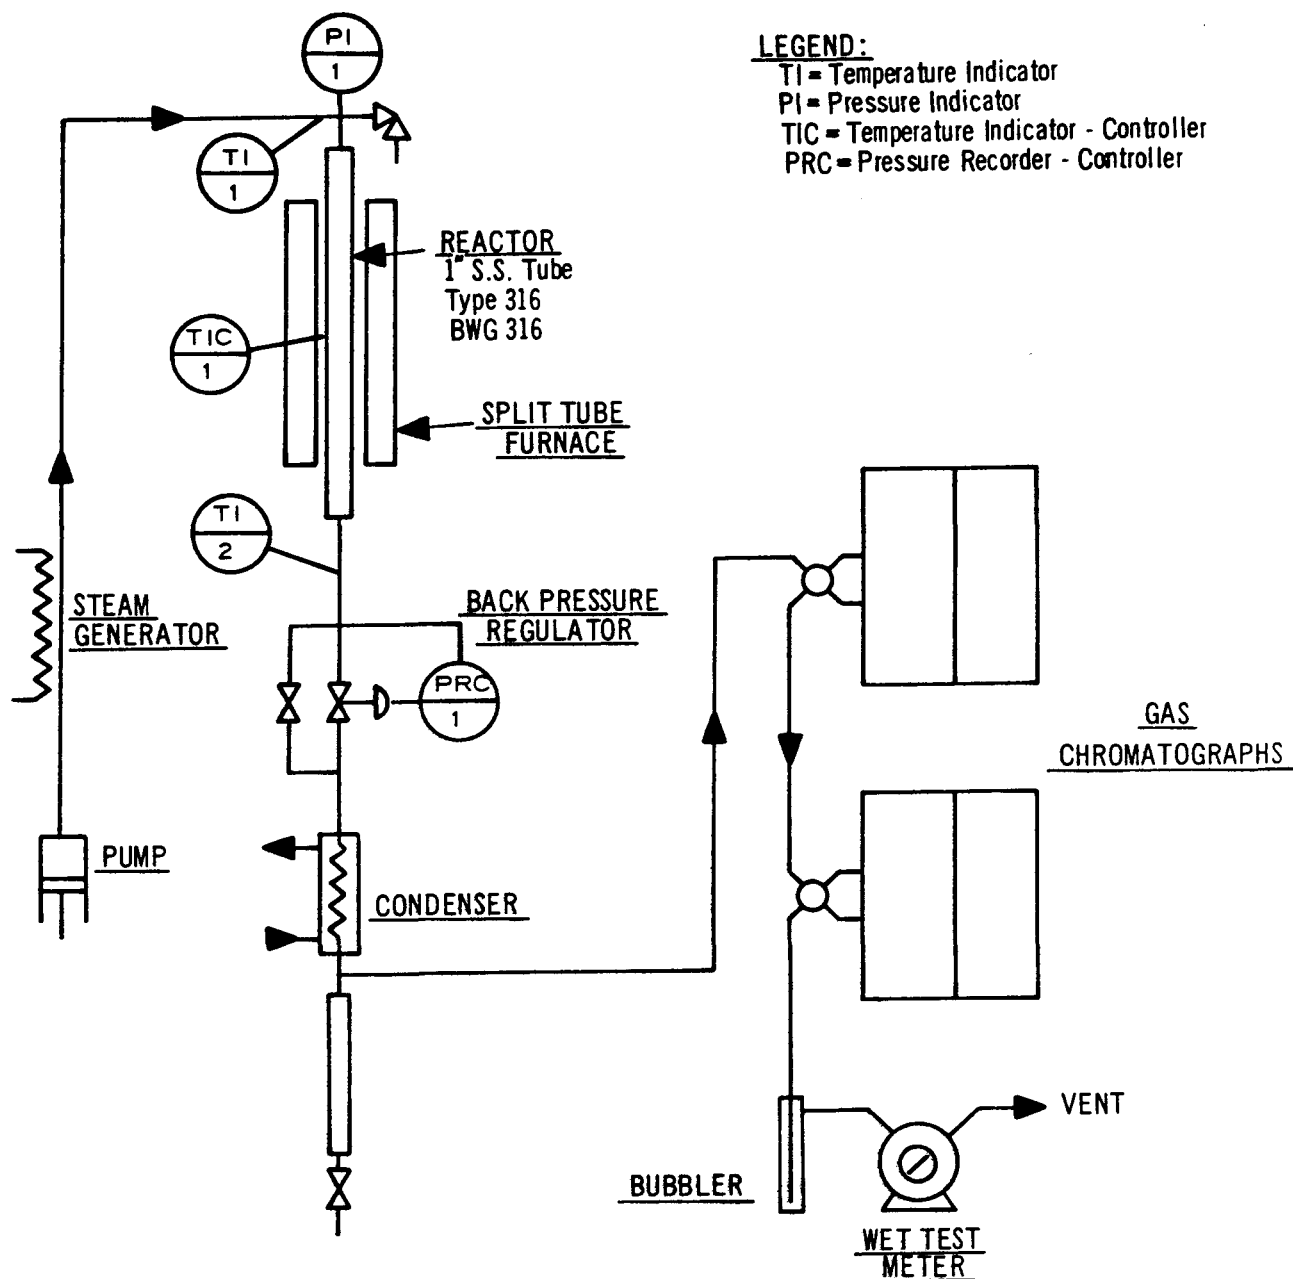 PI
1
LEGEND:
TI = Temperature Indicator
PI = Pressure Indicator
TIC = Temperature Indicator - Controller
PRC = Pressure Recorder - Controller
TI
1
REACTOR
1" S.S. Tube
Type 316
BWG 316
TIC
1
SPLIT TUBE
FURNACE
TI
2
STEAM
GENERATOR
BACK PRESSURE
REGULATOR
PRC
1
GAS
CHROMATOGRAPHS
PUMP
CONDENSER
VENT
BUBBLER
WET TEST
METER